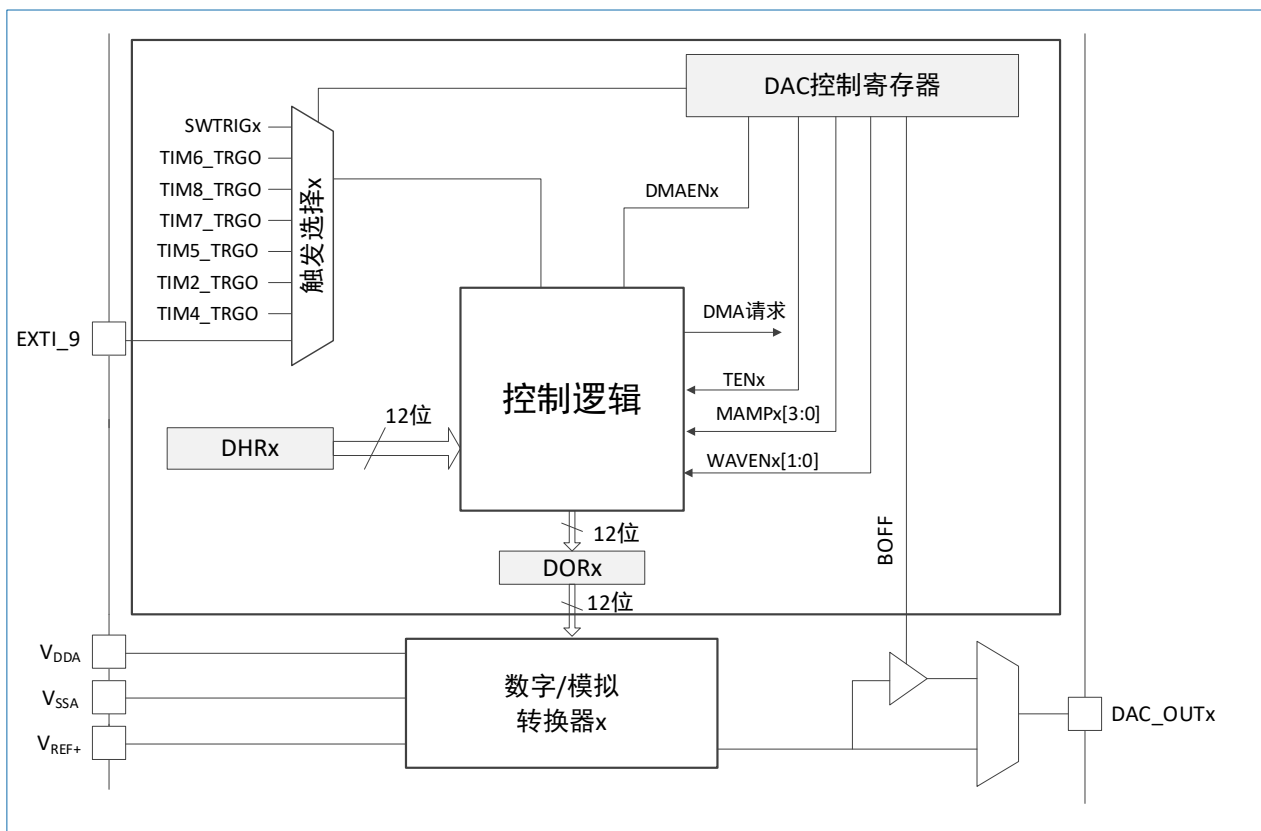 DAC控制寄存器
SWTRIGx
TIM6_TRGO
TIM8_TRGO
TIM7_TRGO
TIM5_TRGO
TIM2_TRGO
TIM4_TRGO
触发选择x
DMAENx
EXTI_9
DMA请求
控制逻辑
TENx
MAMPx[3:0]
WAVENx[1:0]
12位
DHRx
BOFF
12位
DORx
12位
VDDA
VSSA
VREF+
数字/模拟
转换器x
DAC_OUTx